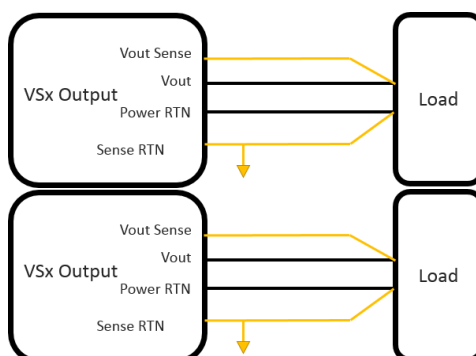 Vout Sense
Vout
VSx Output
Load
Power RTN
Sense RTN
Vout Sense
Vout
VSx Output
Load
Power RTN
Sense RTN